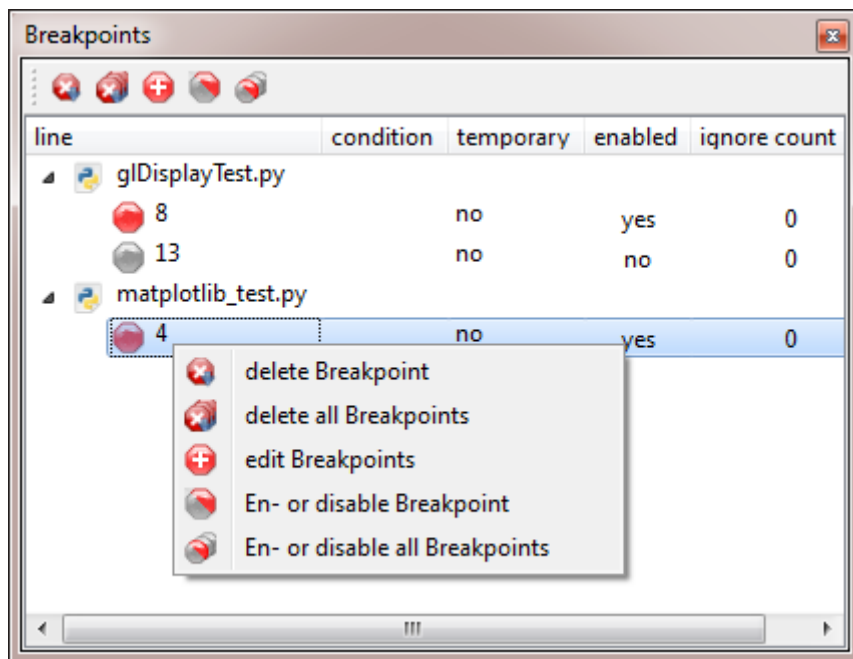 Breakpoints
line condition temporary enabled ignore count
glDisplayTest.py
8 no yes 0
13 no no 0
matplotlib_test.py
4 no yes 0
delete Breakpoint
delete all Breakpoints
edit Breakpoints
En- or disable Breakpoint
En- or disable all Breakpoints